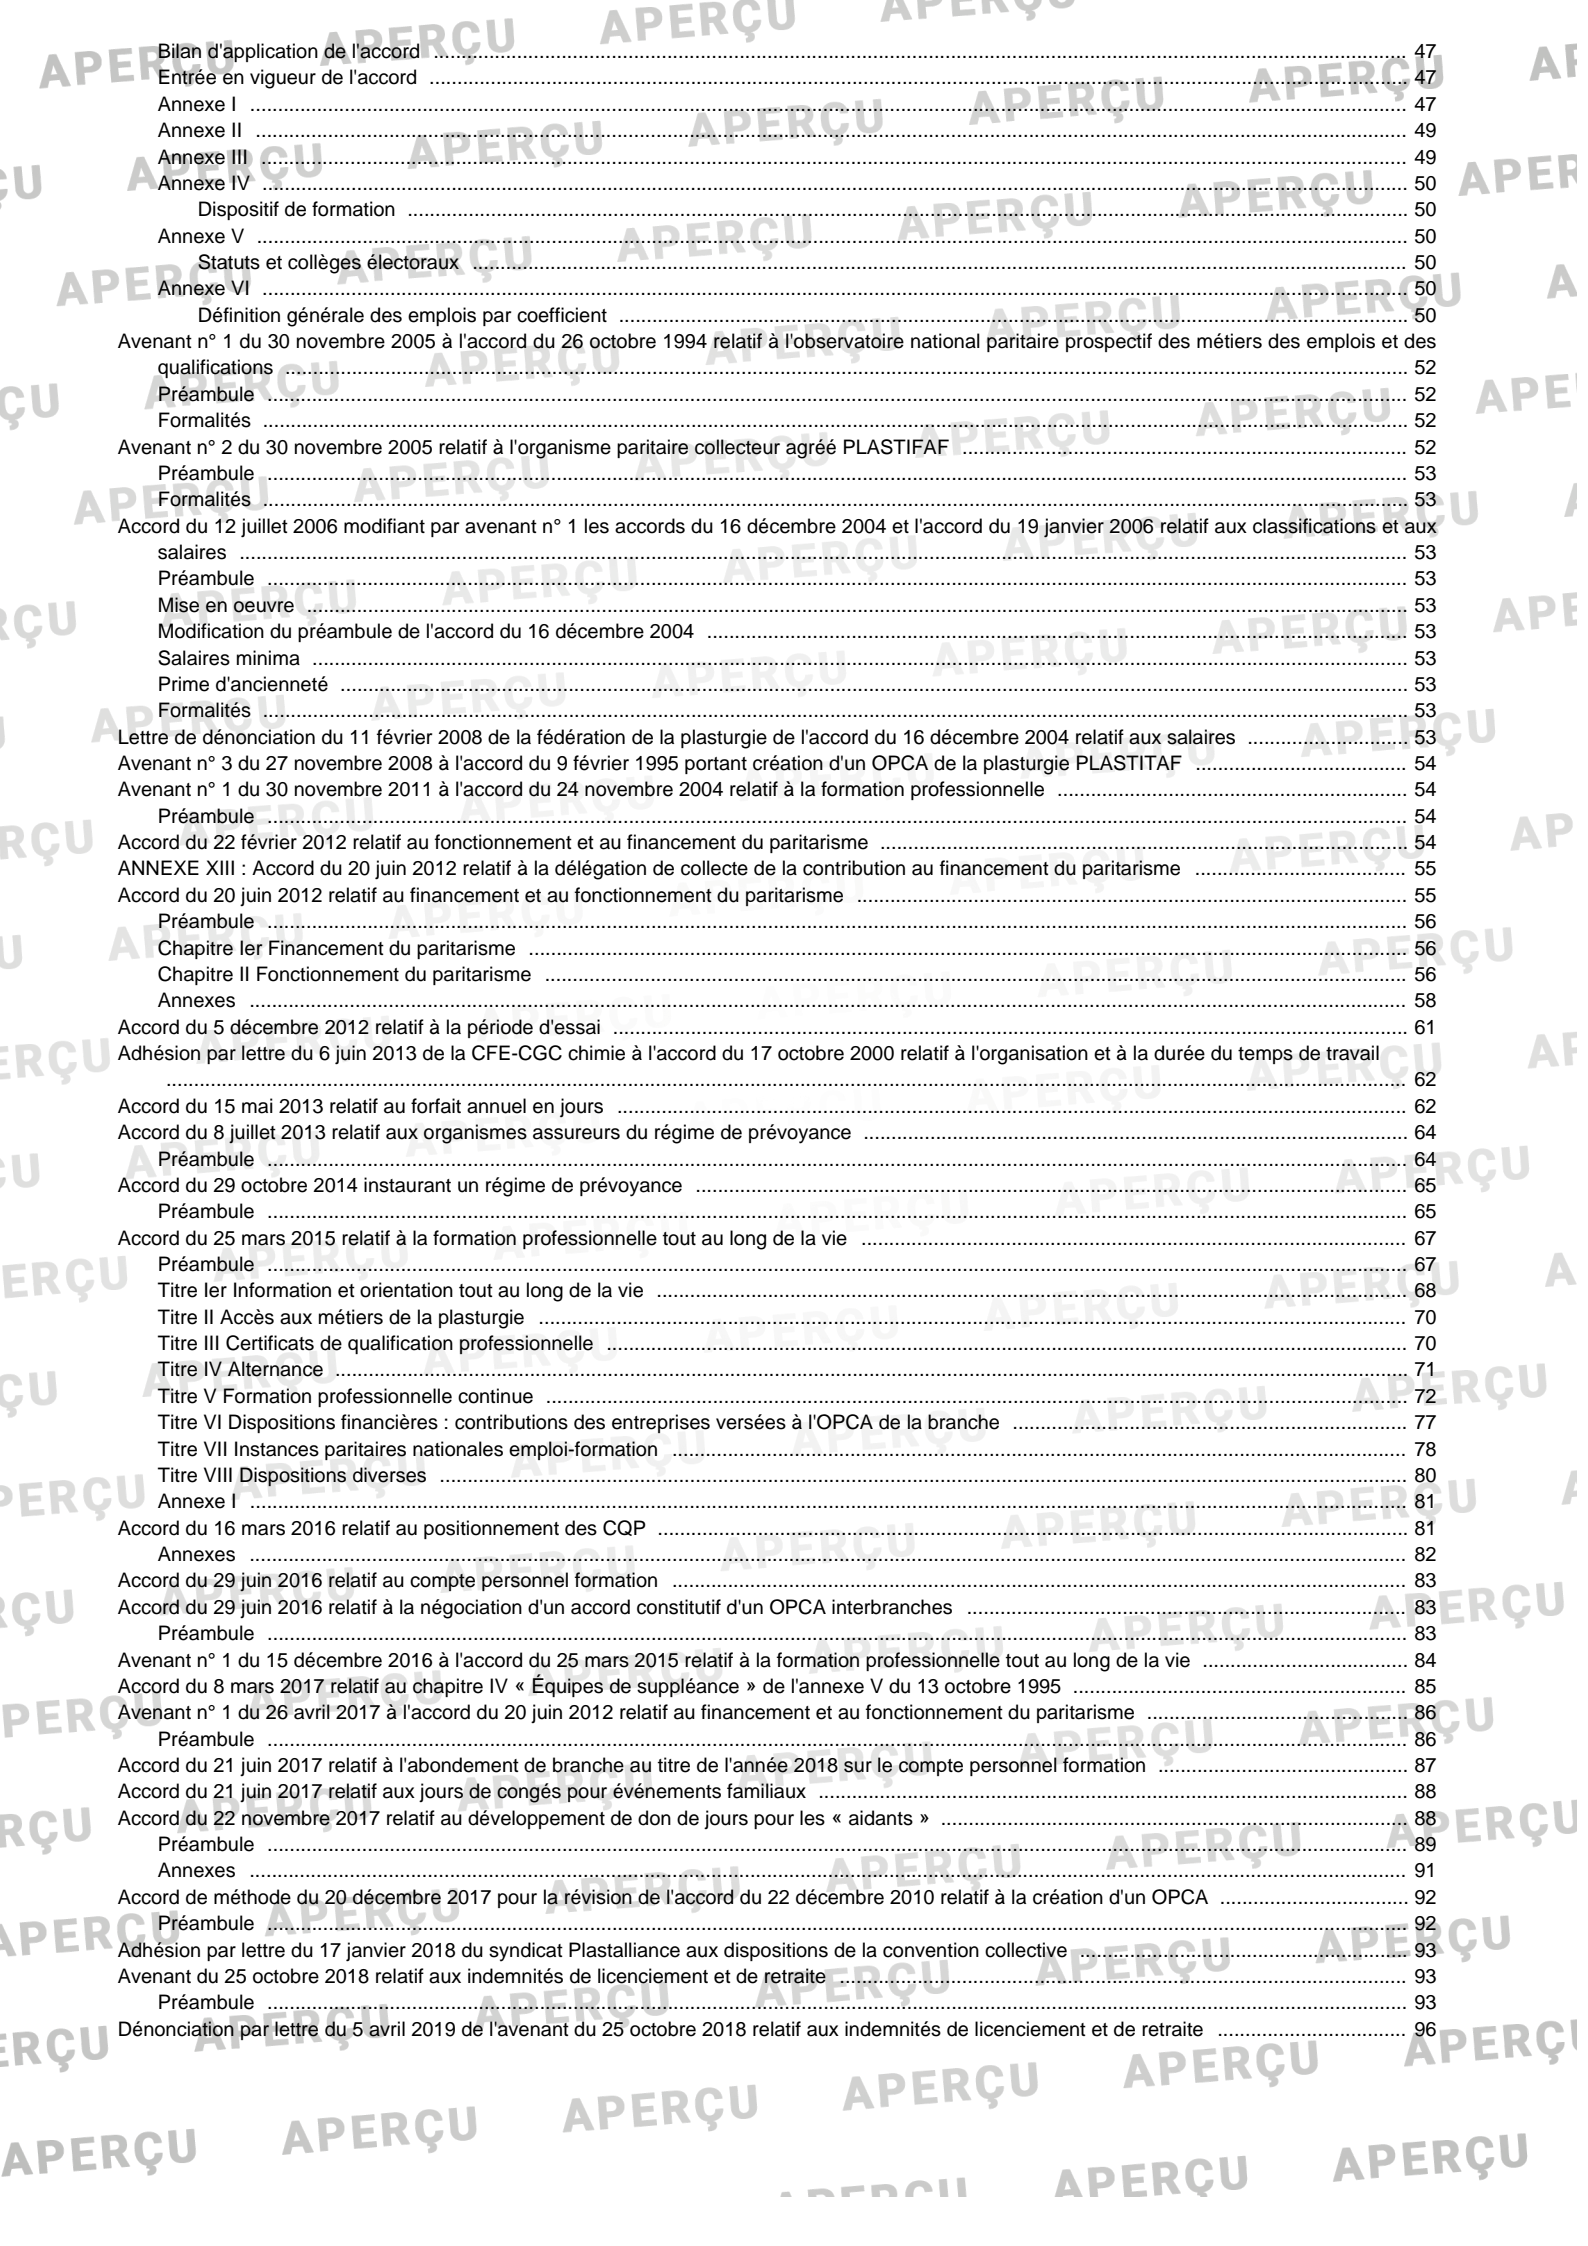 Bilan d'application de l'accord ........ 47
Entrée en vigueur de l'accord ........ 47
Annexe I ........ 47
Annexe II ........ 49
Annexe III ........ 49
Annexe IV ........ 50
Dispositif de formation ........ 50
Annexe V ........ 50
Statuts et collèges électoraux ........ 50
Annexe VI ........ 50
Définition générale des emplois par coefficient ........ 50
Avenant n° 1 du 30 novembre 2005 à l'accord du 26 octobre 1994 relatif à l'observatoire national paritaire prospectif des métiers des emplois et des
qualifications ........ 52
Préambule ........ 52
Formalités ........ 52
Avenant n° 2 du 30 novembre 2005 relatif à l'organisme paritaire collecteur agréé PLASTIFAF ........ 52
Préambule ........ 53
Formalités ........ 53
Accord du 12 juillet 2006 modifiant par avenant n° 1 les accords du 16 décembre 2004 et l'accord du 19 janvier 2006 relatif aux classifications et aux
salaires ........ 53
Préambule ........ 53
Mise en oeuvre ........ 53
Modification du préambule de l'accord du 16 décembre 2004 ........ 53
Salaires minima ........ 53
Prime d'ancienneté ........ 53
Formalités ........ 53
Lettre de dénonciation du 11 février 2008 de la fédération de la plasturgie de l'accord du 16 décembre 2004 relatif aux salaires ........ 53
Avenant n° 3 du 27 novembre 2008 à l'accord du 9 février 1995 portant création d'un OPCA de la plasturgie PLASTITAF ........ 54
Avenant n° 1 du 30 novembre 2011 à l'accord du 24 novembre 2004 relatif à la formation professionnelle ........ 54
Préambule ........ 54
Accord du 22 février 2012 relatif au fonctionnement et au financement du paritarisme ........ 54
ANNEXE XIII : Accord du 20 juin 2012 relatif à la délégation de collecte de la contribution au financement du paritarisme ........ 55
Accord du 20 juin 2012 relatif au financement et au fonctionnement du paritarisme ........ 55
Préambule ........ 56
Chapitre Ier Financement du paritarisme ........ 56
Chapitre II Fonctionnement du paritarisme ........ 56
Annexes ........ 58
Accord du 5 décembre 2012 relatif à la période d'essai ........ 61
Adhésion par lettre du 6 juin 2013 de la CFE-CGC chimie à l'accord du 17 octobre 2000 relatif à l'organisation et à la durée du temps de travail
........ 62
Accord du 15 mai 2013 relatif au forfait annuel en jours ........ 62
Accord du 8 juillet 2013 relatif aux organismes assureurs du régime de prévoyance ........ 64
Préambule ........ 64
Accord du 29 octobre 2014 instaurant un régime de prévoyance ........ 65
Préambule ........ 65
Accord du 25 mars 2015 relatif à la formation professionnelle tout au long de la vie ........ 67
Préambule ........ 67
Titre Ier Information et orientation tout au long de la vie ........ 68
Titre II Accès aux métiers de la plasturgie ........ 70
Titre III Certificats de qualification professionnelle ........ 70
Titre IV Alternance ........ 71
Titre V Formation professionnelle continue ........ 72
Titre VI Dispositions financières : contributions des entreprises versées à l'OPCA de la branche ........ 77
Titre VII Instances paritaires nationales emploi-formation ........ 78
Titre VIII Dispositions diverses ........ 80
Annexe I ........ 81
Accord du 16 mars 2016 relatif au positionnement des CQP ........ 81
Annexes ........ 82
Accord du 29 juin 2016 relatif au compte personnel formation ........ 83
Accord du 29 juin 2016 relatif à la négociation d'un accord constitutif d'un OPCA interbranches ........ 83
Préambule ........ 83
Avenant n° 1 du 15 décembre 2016 à l'accord du 25 mars 2015 relatif à la formation professionnelle tout au long de la vie ........ 84
Accord du 8 mars 2017 relatif au chapitre IV « Équipes de suppléance » de l'annexe V du 13 octobre 1995 ........ 85
Avenant n° 1 du 26 avril 2017 à l'accord du 20 juin 2012 relatif au financement et au fonctionnement du paritarisme ........ 86
Préambule ........ 86
Accord du 21 juin 2017 relatif à l'abondement de branche au titre de l'année 2018 sur le compte personnel formation ........ 87
Accord du 21 juin 2017 relatif aux jours de congés pour événements familiaux ........ 88
Accord du 22 novembre 2017 relatif au développement de don de jours pour les « aidants » ........ 88
Préambule ........ 89
Annexes ........ 91
Accord de méthode du 20 décembre 2017 pour la révision de l'accord du 22 décembre 2010 relatif à la création d'un OPCA ........ 92
Préambule ........ 92
Adhésion par lettre du 17 janvier 2018 du syndicat Plastalliance aux dispositions de la convention collective ........ 93
Avenant du 25 octobre 2018 relatif aux indemnités de licenciement et de retraite ........ 93
Préambule ........ 93
Dénonciation par lettre du 5 avril 2019 de l'avenant du 25 octobre 2018 relatif aux indemnités de licenciement et de retraite ........ 96
APERÇU